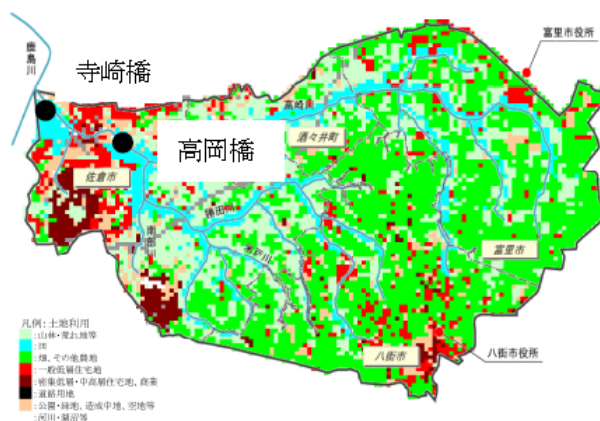 鹿島川
寺崎橋
富里市役所
高崎川
高岡橋
酒々井町
佐倉市
南部川
富里市
八街市
八街市役所
凡例:土地利用
:山林・荒れ地等
:田
:畑、その他農地
:一般低層住宅地
:密集低層・中高層住宅地、商業
:道路用地
:公園・緑地、造成中地、空地等
:河川・湖沼等